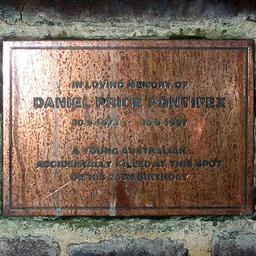 IN LOVING MEMORY OF
DANIEL PRICE PONTIFEX
A YOUNG AUSTRALIAN
ACCIDENTALLY KILLED AT THIS SPOT
ON HIS BIRTHDAY